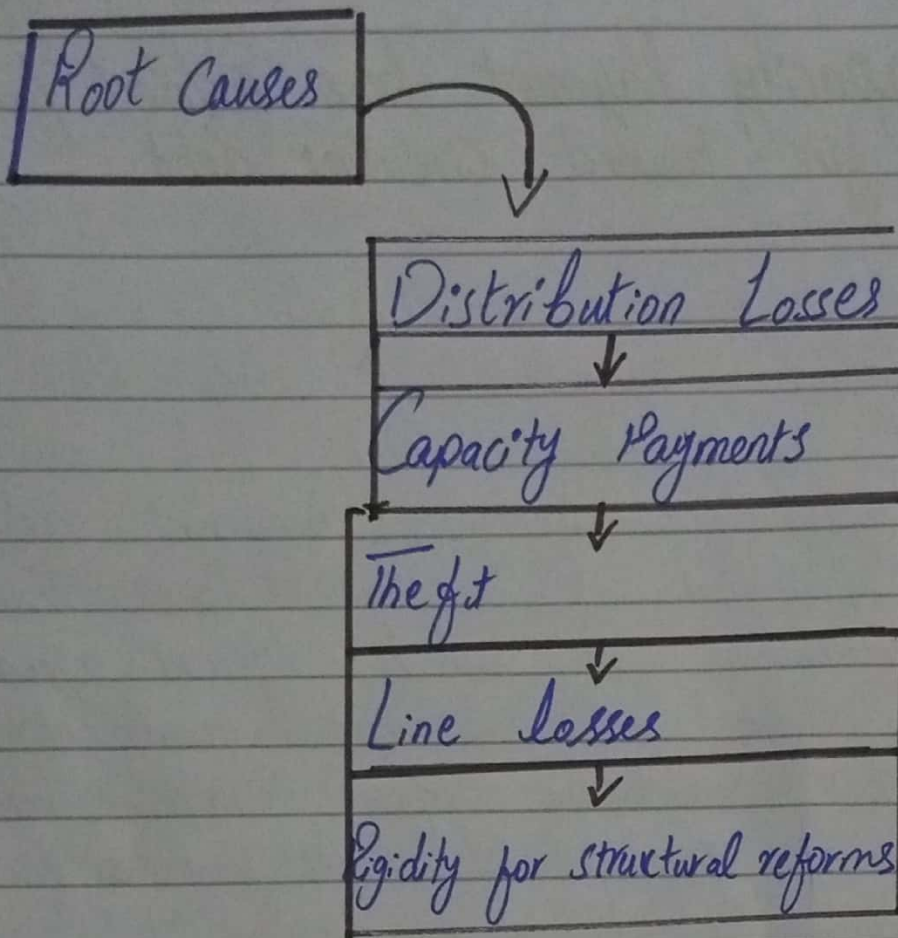 Root Causes
Distribution Losses
Capacity Payments
Theft
Line losses
Rigidity for structural reforms